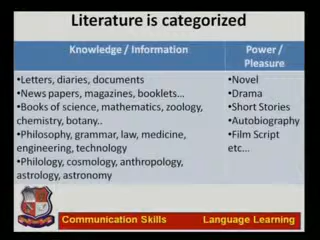 Literature is categorized
Knowledge / Information
Power /
Pleasure
•Letters, diaries, documents
•News papers, magazines, booklets...
•Books of science, mathematics, zoology,
chemistry, botany..
•Philosophy, grammar, law, medicine,
engineering, technology
•Philology, cosmology, anthropology,
astrology, astronomy
•Novel
•Drama
•Short Stories
•Autobiography
•Film Script
etc...
Communication Skills
Language Learning